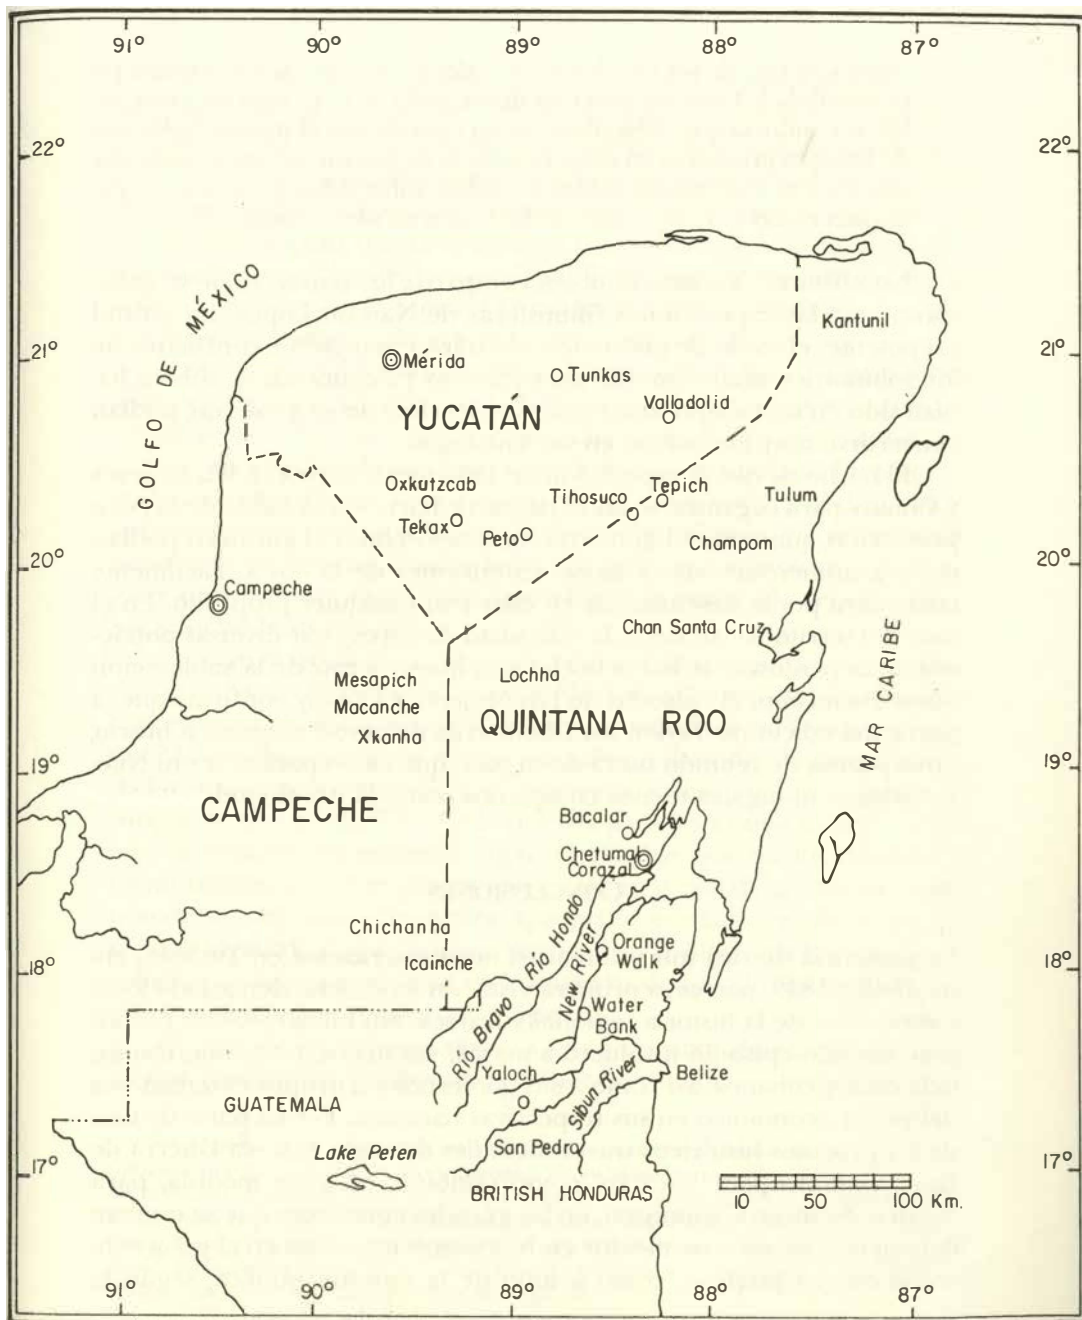 91°
90°
89°
88°
87°
22°
22°
GOLFO DE MÉXICO
Kantunil
21°
21°
Mérida
Tunkas
YUCATÁN
Valladolid
Oxkutzcab
Tihosuco
Tepich
Tulum
Tekax
Peto
Champom
20°
20°
Campeche
Chan Santa Cruz
MAR CARIBE
Mesapich
Lochha
Macanche
Xkanha
QUINTANA ROO
19°
19°
CAMPECHE
Bacalar
Chetumal
Corazal
Chichanha
Río Hondo
Orange
Walk
Icainche
New River
18°
18°
Río Bravo
Water
Bank
Yaloch
Belize
Sibun River
GUATEMALA
San Pedro
Lake Peten
17°
17°
BRITISH HONDURAS
10 50 100 Km.
91°
90°
89°
88°
87°